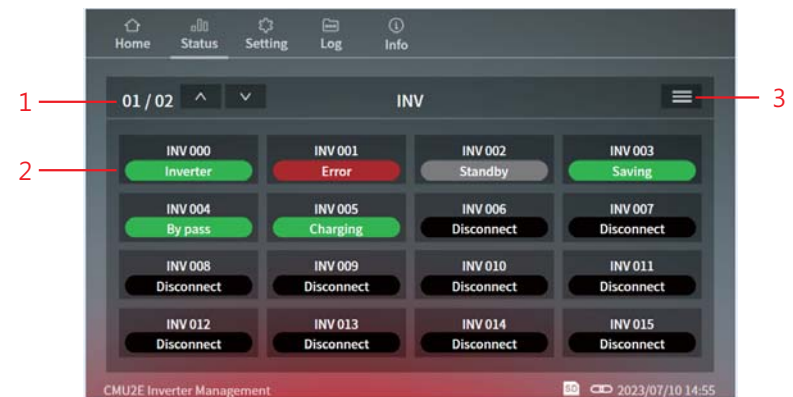 Home Status Setting Log Info
1 01 / 02 INV 3
INV 000 INV 001 INV 002 INV 003
2 Inverter Error Standby Saving
INV 004 INV 005 INV 006 INV 007
By pass Charging Disconnect Disconnect
INV 008 INV 009 INV 010 INV 011
Disconnect Disconnect Disconnect Disconnect
INV 012 INV 013 INV 014 INV 015
Disconnect Disconnect Disconnect Disconnect
CMU2E Inverter Management SD 2023/07/10 14:55